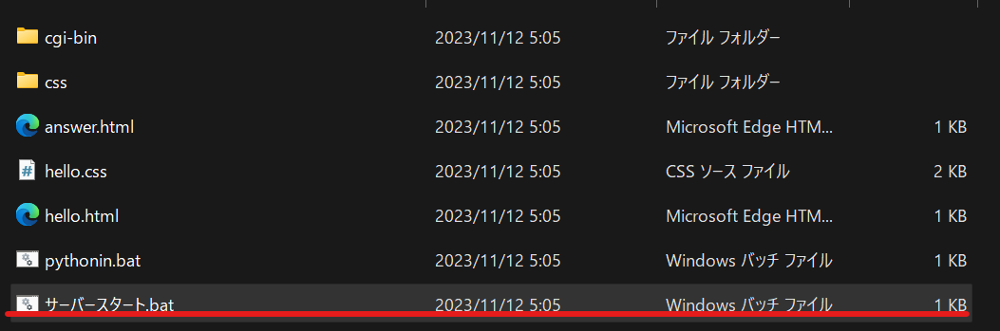 cgi-bin 2023/11/12 5:05 ファイル フォルダー
css 2023/11/12 5:05 ファイル フォルダー
answer.html 2023/11/12 5:05 Microsoft Edge HTM... 1 KB
hello.css 2023/11/12 5:05 CSS ソース ファイル 2 KB
hello.html 2023/11/12 5:05 Microsoft Edge HTM... 1 KB
pythonin.bat 2023/11/12 5:05 Windows バッチ ファイル 1 KB
サーバースタート.bat 2023/11/12 5:05 Windows バッチ ファイル 1 KB